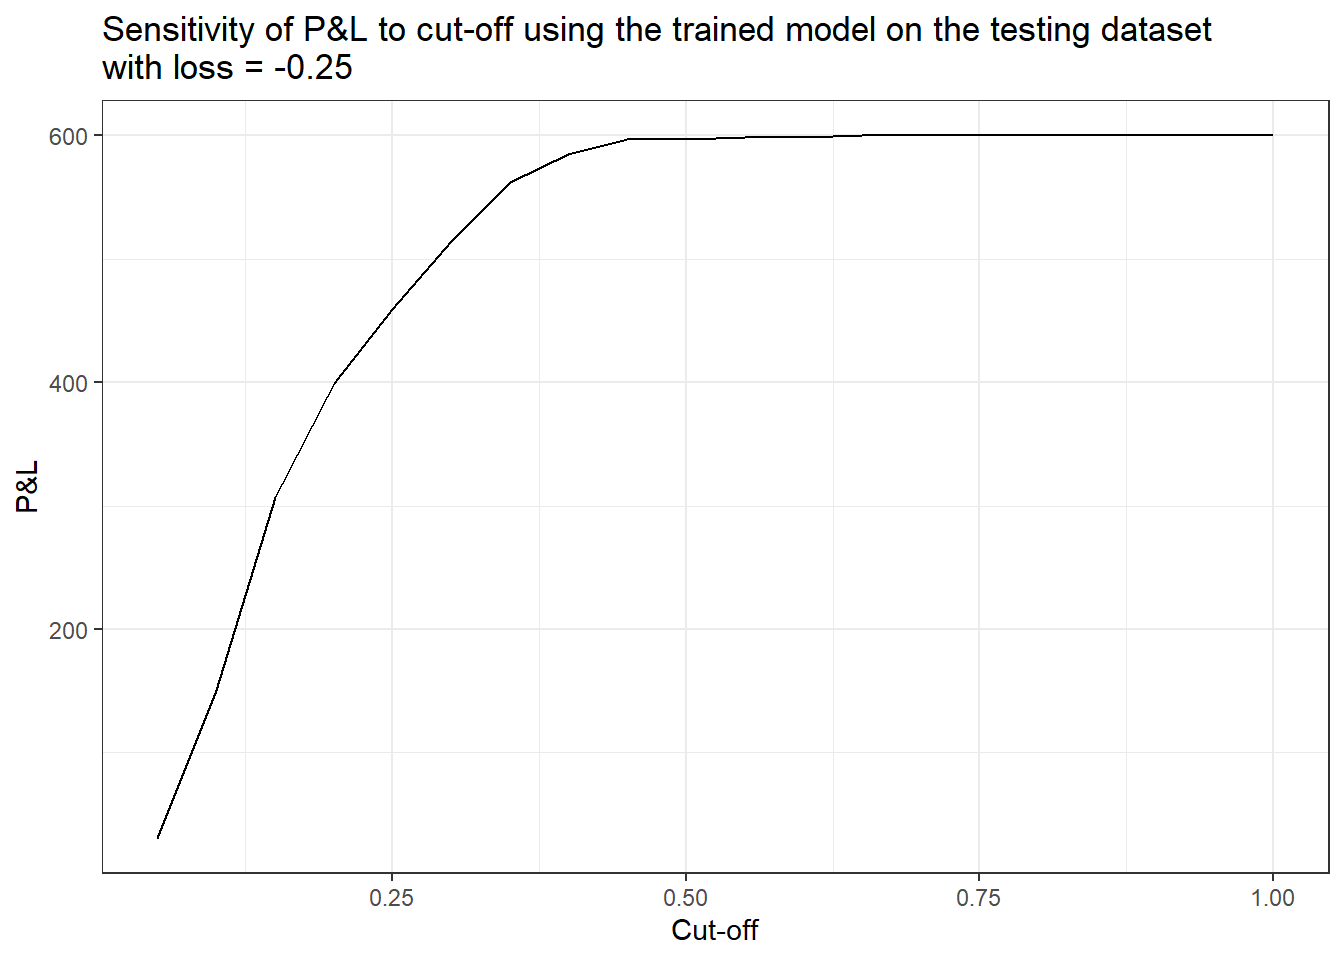 Sensitivity of P&L to cut-off using the trained model on the testing dataset
with loss = -0.25
600
400
200
P&L
0.25
0.50
0.75
1.00
Cut-off